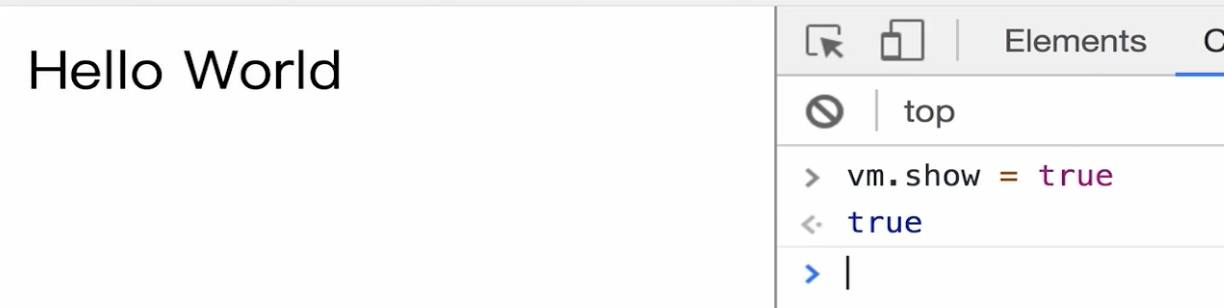 Hello World
Elements
top
> vm.show = true
<· true
>